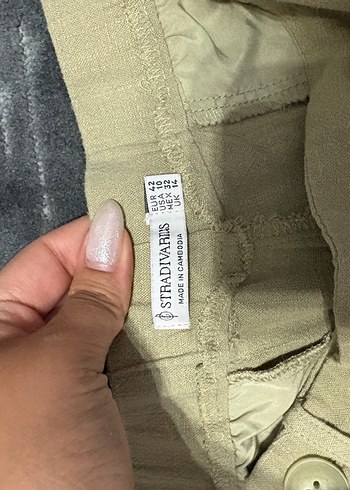 EUR 42
USA 10
MEX 32
UK 14
STRADIVARIUS
MADE IN CAMBODIA